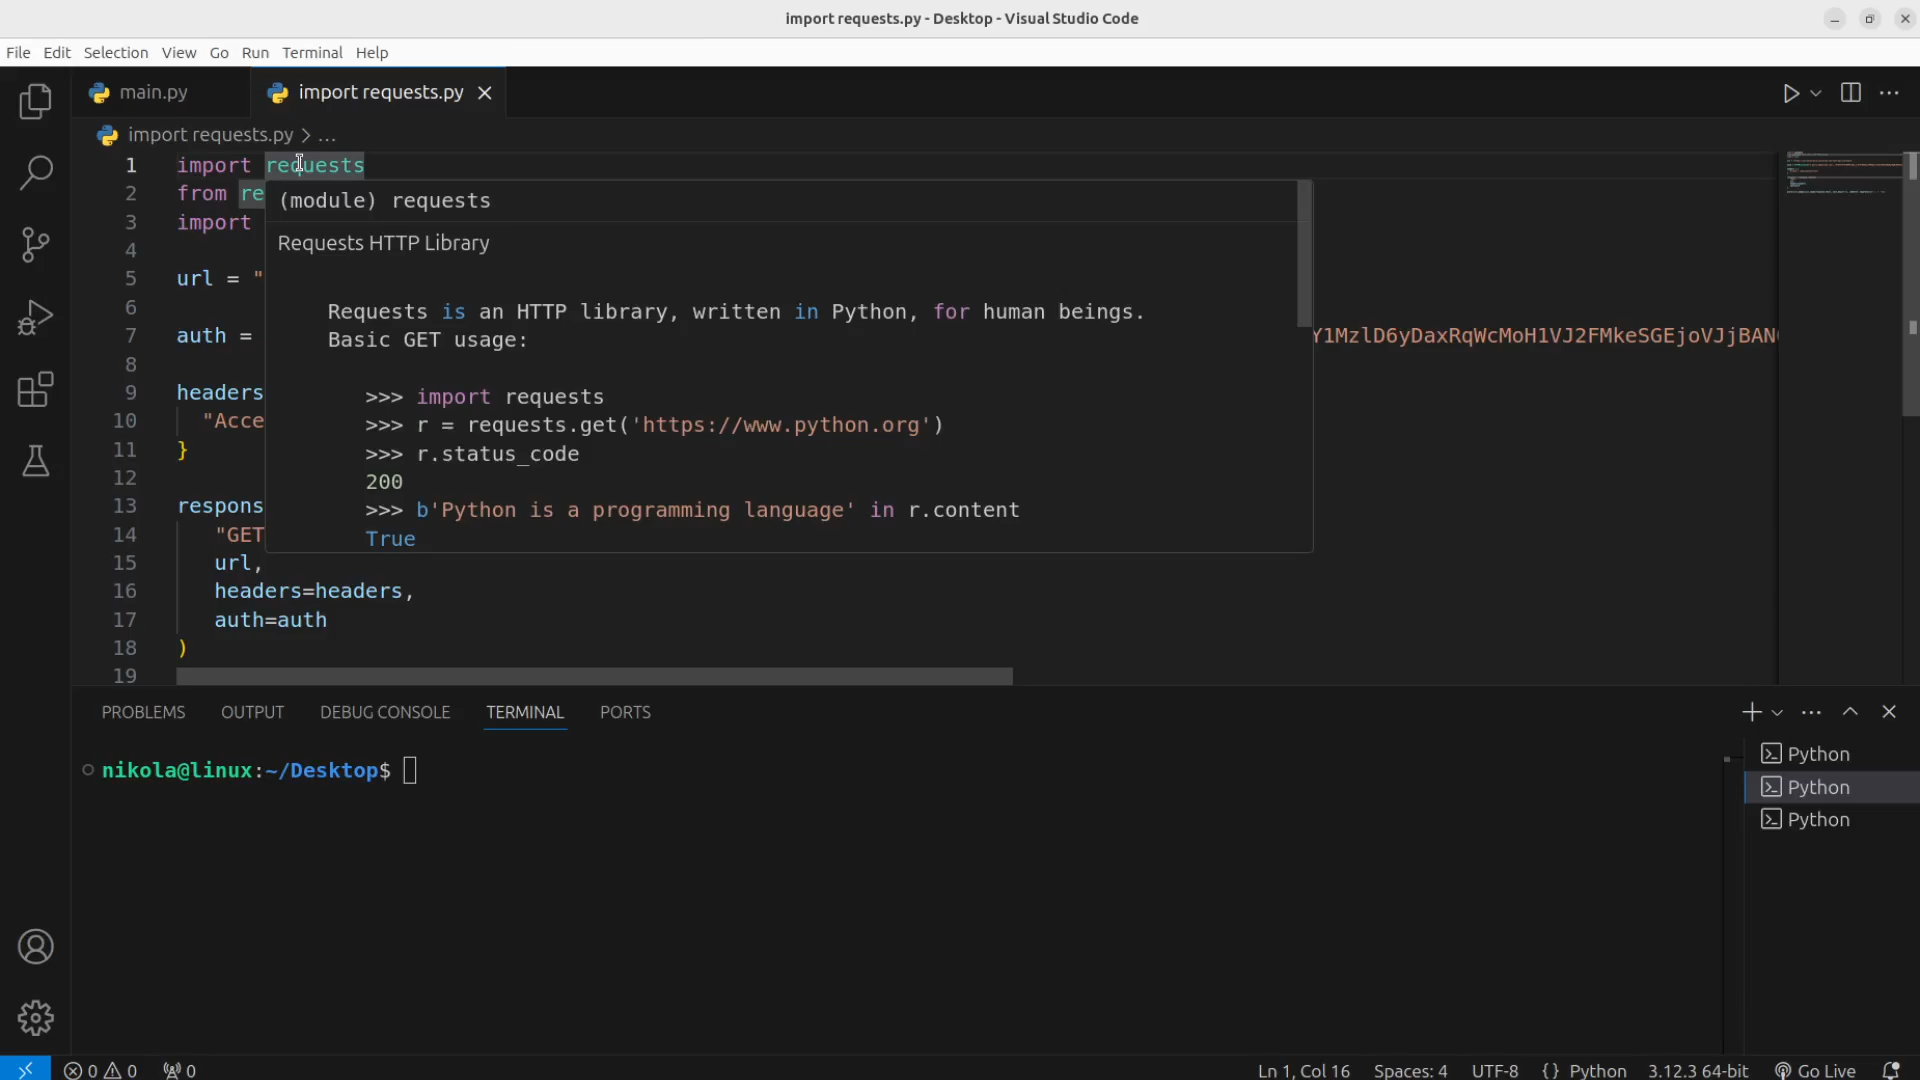 import requests.py - Desktop - Visual Studio Code
File Edit Selection View Go Run Terminal Help
main.py import requests.py
import requests.py > ...
1 import requests
2 from re
3 import
4
5 url = "
6
7 auth = Y1MzlD6yDaxRqWcMoH1VJ2FMkeSGEjoVJjBAN
8
9 headers
10 "Acce
11 }
12
13 respons
14 "GET
15 url,
16 headers=headers,
17 auth=auth
18 )
19
(module) requests
Requests HTTP Library
Requests is an HTTP library, written in Python, for human beings.
Basic GET usage:
>>> import requests
>>> r = requests.get('https://www.python.org')
>>> r.status_code
200
>>> b'Python is a programming language' in r.content
True
PROBLEMS OUTPUT DEBUG CONSOLE TERMINAL PORTS
nikola@linux:~/Desktop$
Python
Python
Python
0 0 0 Ln 1, Col 16 Spaces: 4 UTF-8 {} Python 3.12.3 64-bit Go Live